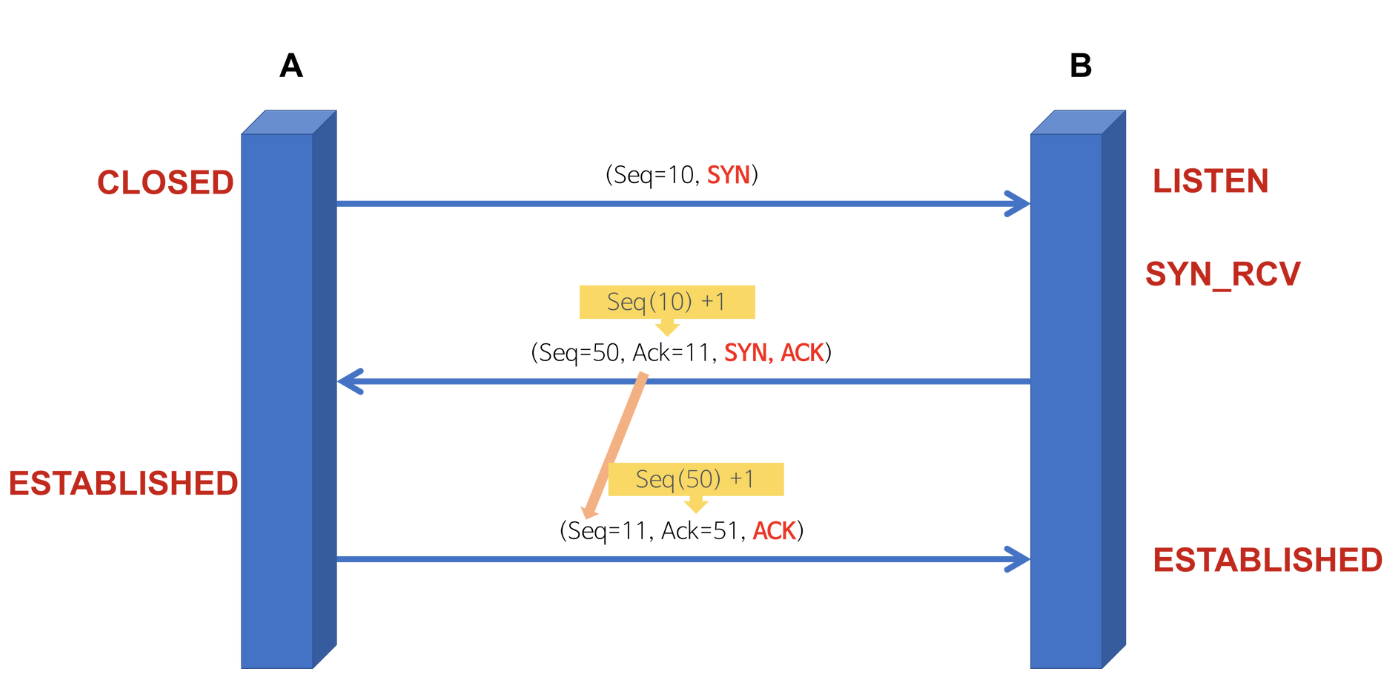 A
B
CLOSED
(Seq=10, SYN)
LISTEN
SYN_RCV
Seq(10) +1
(Seq=50, Ack=11, SYN, ACK)
ESTABLISHED
Seq(50) +1
(Seq=11, Ack=51, ACK)
ESTABLISHED